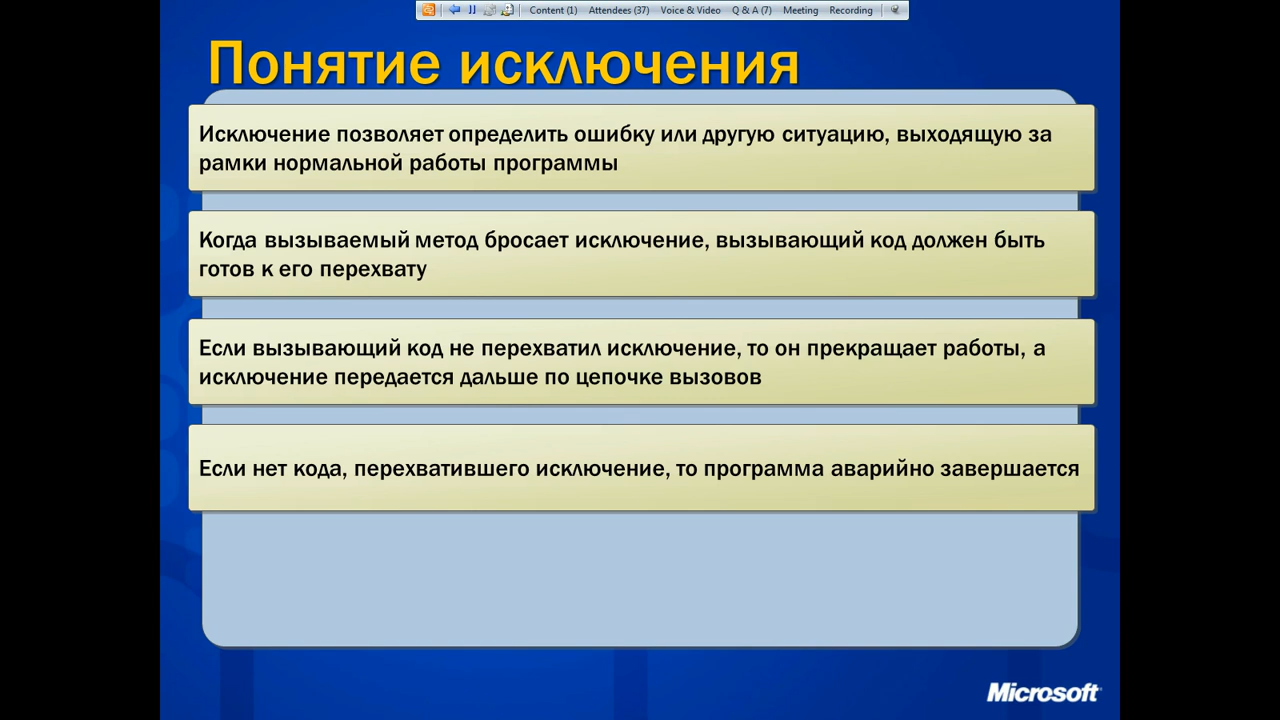 Content (1) Attendees (37) Voice & Video Q & A (7) Meeting Recording
Понятие исключения
Исключение позволяет определить ошибку или другую ситуацию, выходящую за
рамки нормальной работы программы
Когда вызываемый метод бросает исключение, вызывающий код должен быть
готов к его перехвату
Если вызывающий код не перехватил исключение, то он прекращает работы, а
исключение передается дальше по цепочке вызовов
Если нет кода, перехватившего исключение, то программа аварийно завершается
Microsoft